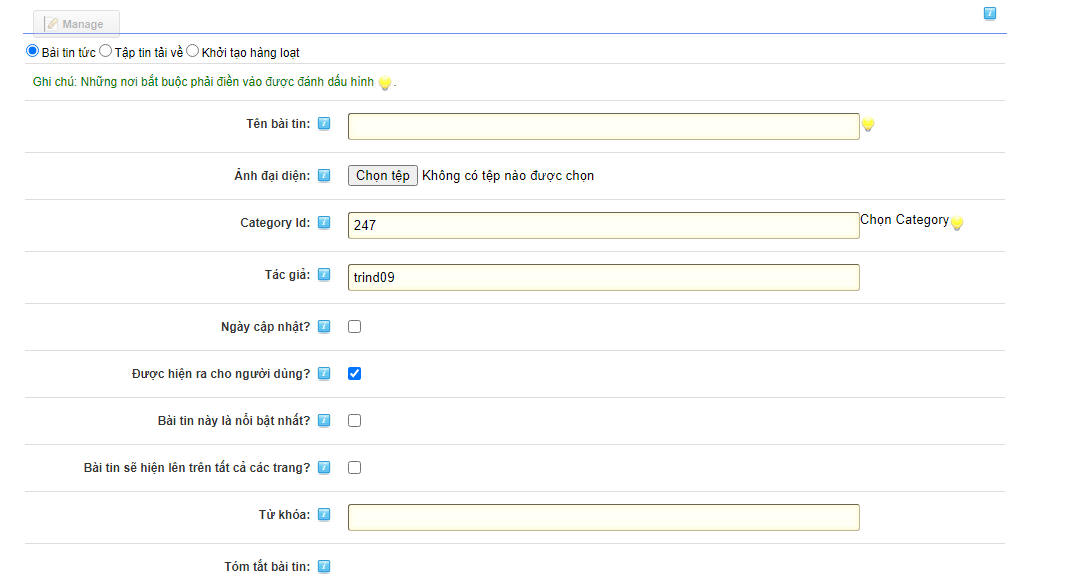 Manage
Bài tin tức Tập tin tải về Khởi tạo hàng loạt
Ghi chú: Những nơi bắt buộc phải điền vào được đánh dấu hình .
Tên bài tin:
Ảnh đại diện: Chọn tệp Không có tệp nào được chọn
Category Id: 247 Chọn Category
Tác giả: trind09
Ngày cập nhật?
Được hiện ra cho người dùng?
Bài tin này là nổi bật nhất?
Bài tin sẽ hiện lên trên tất cả các trang?
Từ khóa:
Tóm tắt bài tin: